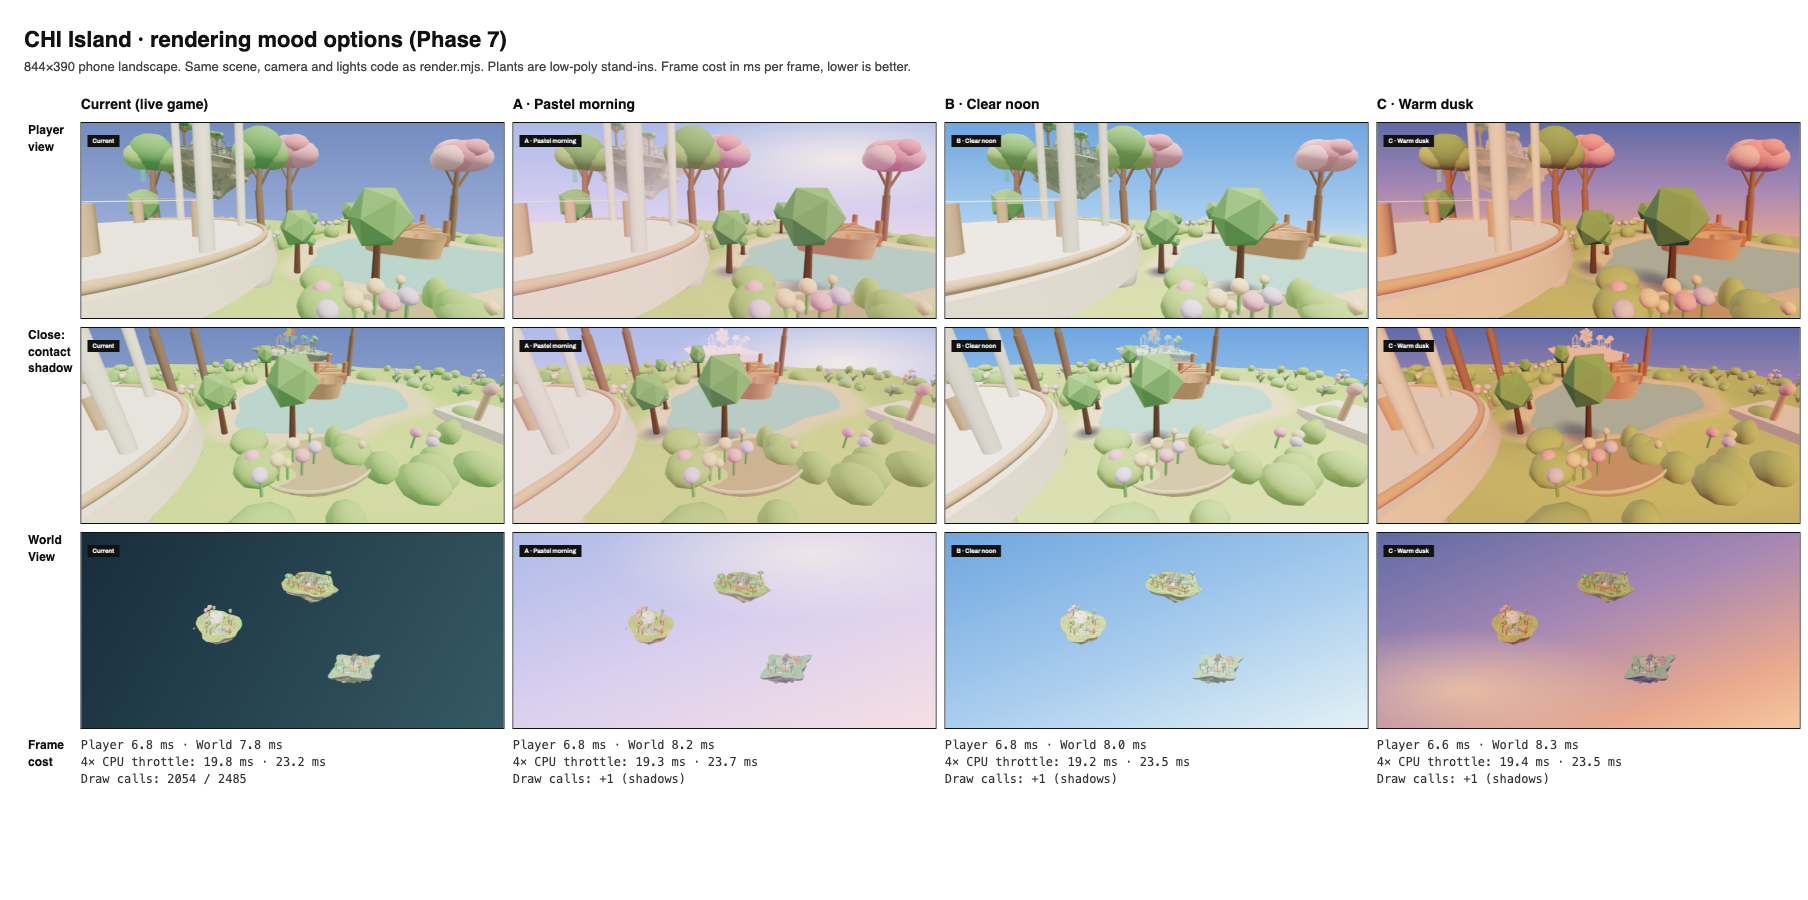 CHI Island · rendering mood options (Phase 7)
844×390 phone landscape. Same scene, camera and lights code as render.mjs. Plants are low-poly stand-ins. Frame cost in ms per frame, lower is better.
Current (live game)
A · Pastel morning
B · Clear noon
C · Warm dusk
Player
view
Current
A · Pastel morning
B · Clear noon
C · Warm dusk
Close:
contact
shadow
Current
A · Pastel morning
B · Clear noon
C · Warm dusk
World
View
Current
A · Pastel morning
B · Clear noon
C · Warm dusk
Frame
cost
Player 6.8 ms · World 7.8 ms
4× CPU throttle: 19.8 ms · 23.2 ms
Draw calls: 2054 / 2485
Player 6.8 ms · World 8.2 ms
4× CPU throttle: 19.3 ms · 23.7 ms
Draw calls: +1 (shadows)
Player 6.8 ms · World 8.0 ms
4× CPU throttle: 19.2 ms · 23.5 ms
Draw calls: +1 (shadows)
Player 6.6 ms · World 8.3 ms
4× CPU throttle: 19.4 ms · 23.5 ms
Draw calls: +1 (shadows)